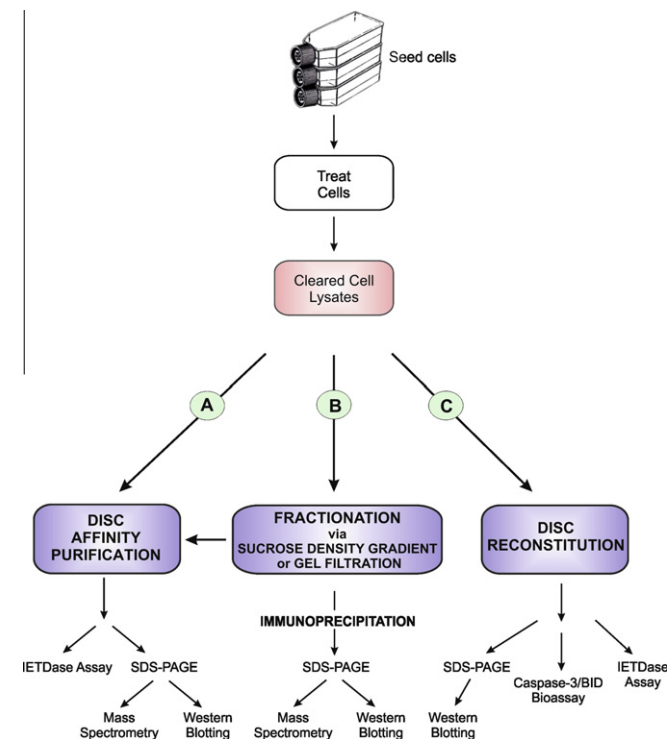 Seed cells
Treat
Cells
Cleared Cell
Lysates
A
B
C
DISC
AFFINITY
PURIFICATION
FRACTIONATION
via
SUCROSE DENSITY GRADIENT
or GEL FILTRATION
DISC
RECONSTITUTION
IMMUNOPRECIPITATION
IETDase Assay
SDS-PAGE
SDS-PAGE
SDS-PAGE
Caspase-3/BID
Bioassay
IETDase
Assay
Mass
Spectrometry
Western
Blotting
Mass
Spectrometry
Western
Blotting
Western
Blotting